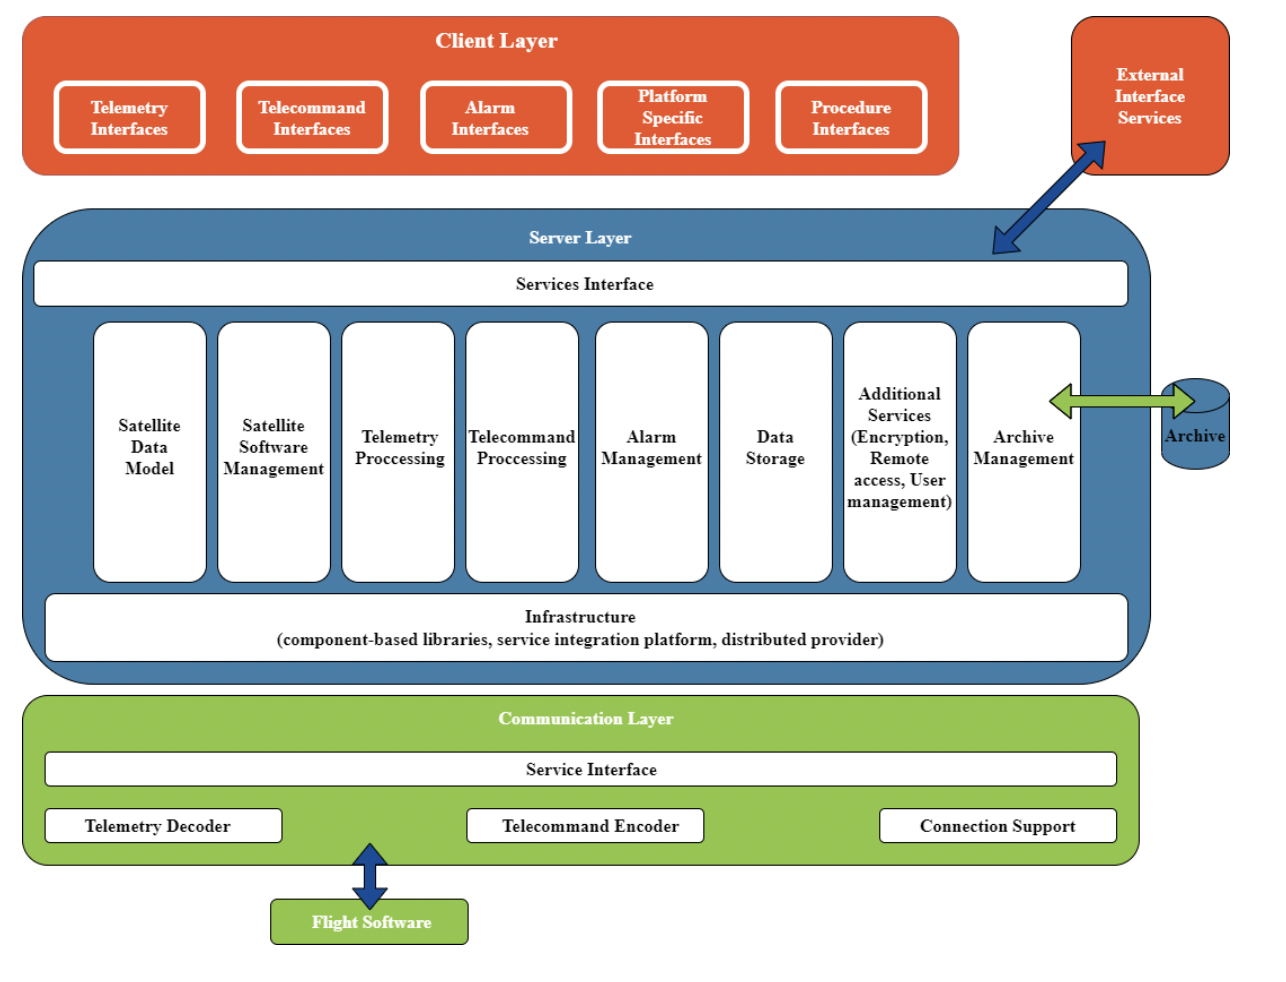 Client Layer
Telemetry
Interfaces
Telecommand
Interfaces
Alarm
Interfaces
Platform
Specific
Interfaces
Procedure
Interfaces
External
Interface
Services
Server Layer
Services Interface
Satellite
Data
Model
Satellite
Software
Management
Telemetry
Proccessing
Telecommand
Proccessing
Alarm
Management
Data
Storage
Additional
Services
(Encryption,
Remote
access, User
management)
Archive
Management
Archive
Infrastructure
(component-based libraries, service integration platform, distributed provider)
Communication Layer
Service Interface
Telemetry Decoder
Telecommand Encoder
Connection Support
Flight Software